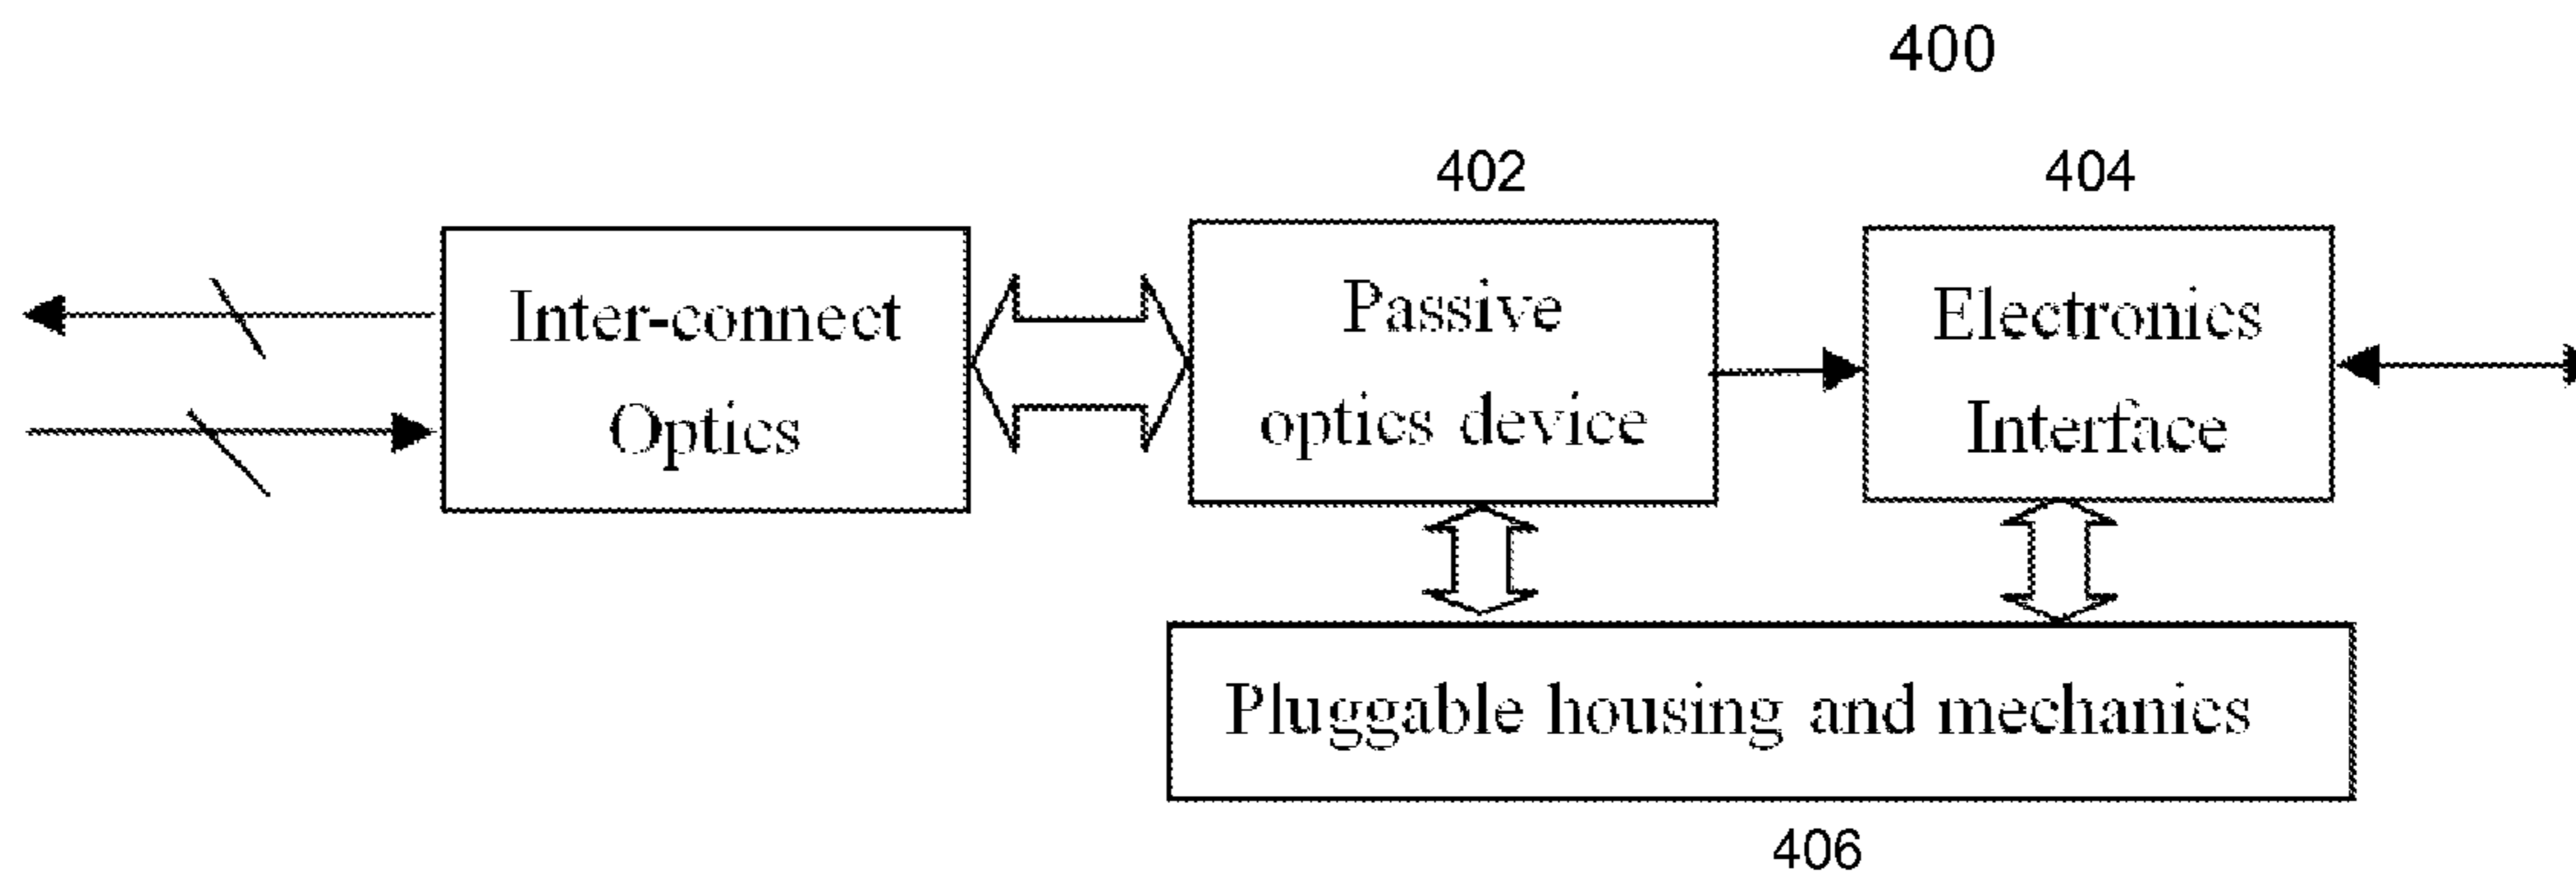 400
402
404
Inter-connect
Optics
Passive
optics device
Electronics
Interface
Pluggable housing and mechanics
406